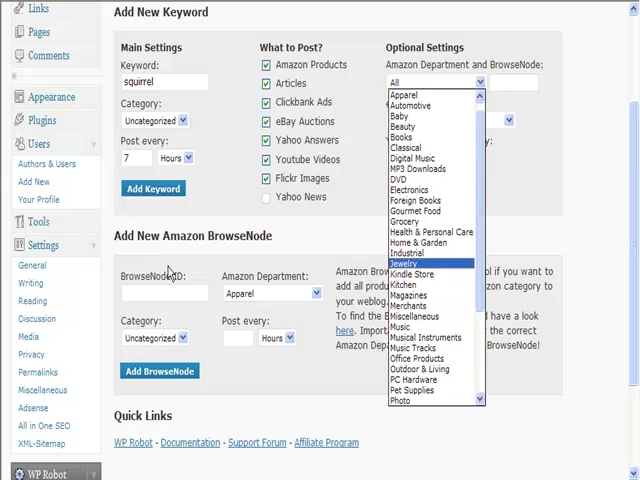 Links
Pages
Comments
Appearance
Plugins
Users
Authors & Users
Add New
Your Profile
Tools
Settings
General
Writing
Reading
Discussion
Media
Privacy
Permalinks
Miscellaneous
Adsense
All in One SEO
XML-Sitemap
WP Robot
Add New Keyword
Main Settings
Keyword:
squirrel
Category:
Uncategorized
Post every:
7 Hours
Add Keyword
What to Post?
Amazon Products
Articles
Clickbank Ads
eBay Auctions
Yahoo Answers
Youtube Videos
Flickr Images
Yahoo News
Optional Settings
Amazon Department and BrowseNode:
All
Apparel
Automotive
Baby
Beauty
Books
Classical
Digital Music
MP3 Downloads
DVD
Electronics
Foreign Books
Gourmet Food
Grocery
Health & Personal Care
Home & Garden
Industrial
Jewelry
Kindle Store
Kitchen
Magazines
Merchants
Miscellaneous
Music
Musical Instruments
Music Tracks
Office Products
Outdoor & Living
PC Hardware
Pet Supplies
Photo
Add New Amazon BrowseNode
BrowseNode ID:
Category:
Uncategorized
Add BrowseNode
Amazon Department:
Apparel
Post every:
Hours
Amazon Brow
ol if you want to
add all produ
azon category to
your weblog.
To find the B
have a look
here. Import
the correct
Amazon Dep
owseNode!
Quick Links
WP Robot - Documentation - Support Forum - Affiliate Program